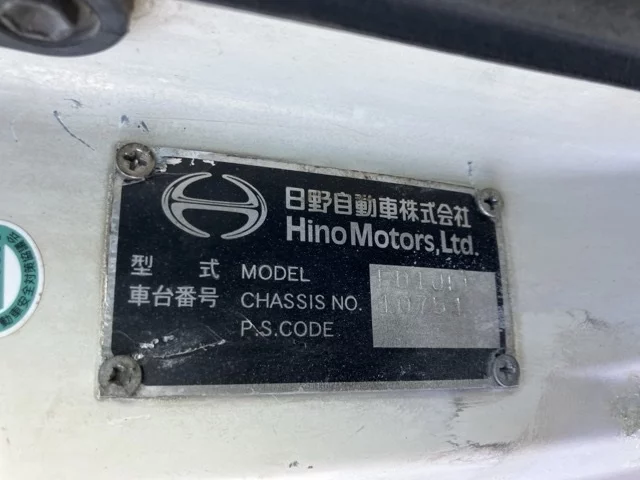 日野自動車株式会社
Hino Motors, Ltd.
型 式 MODEL
車台番号 CHASSIS NO. 10751
P.S.CODE